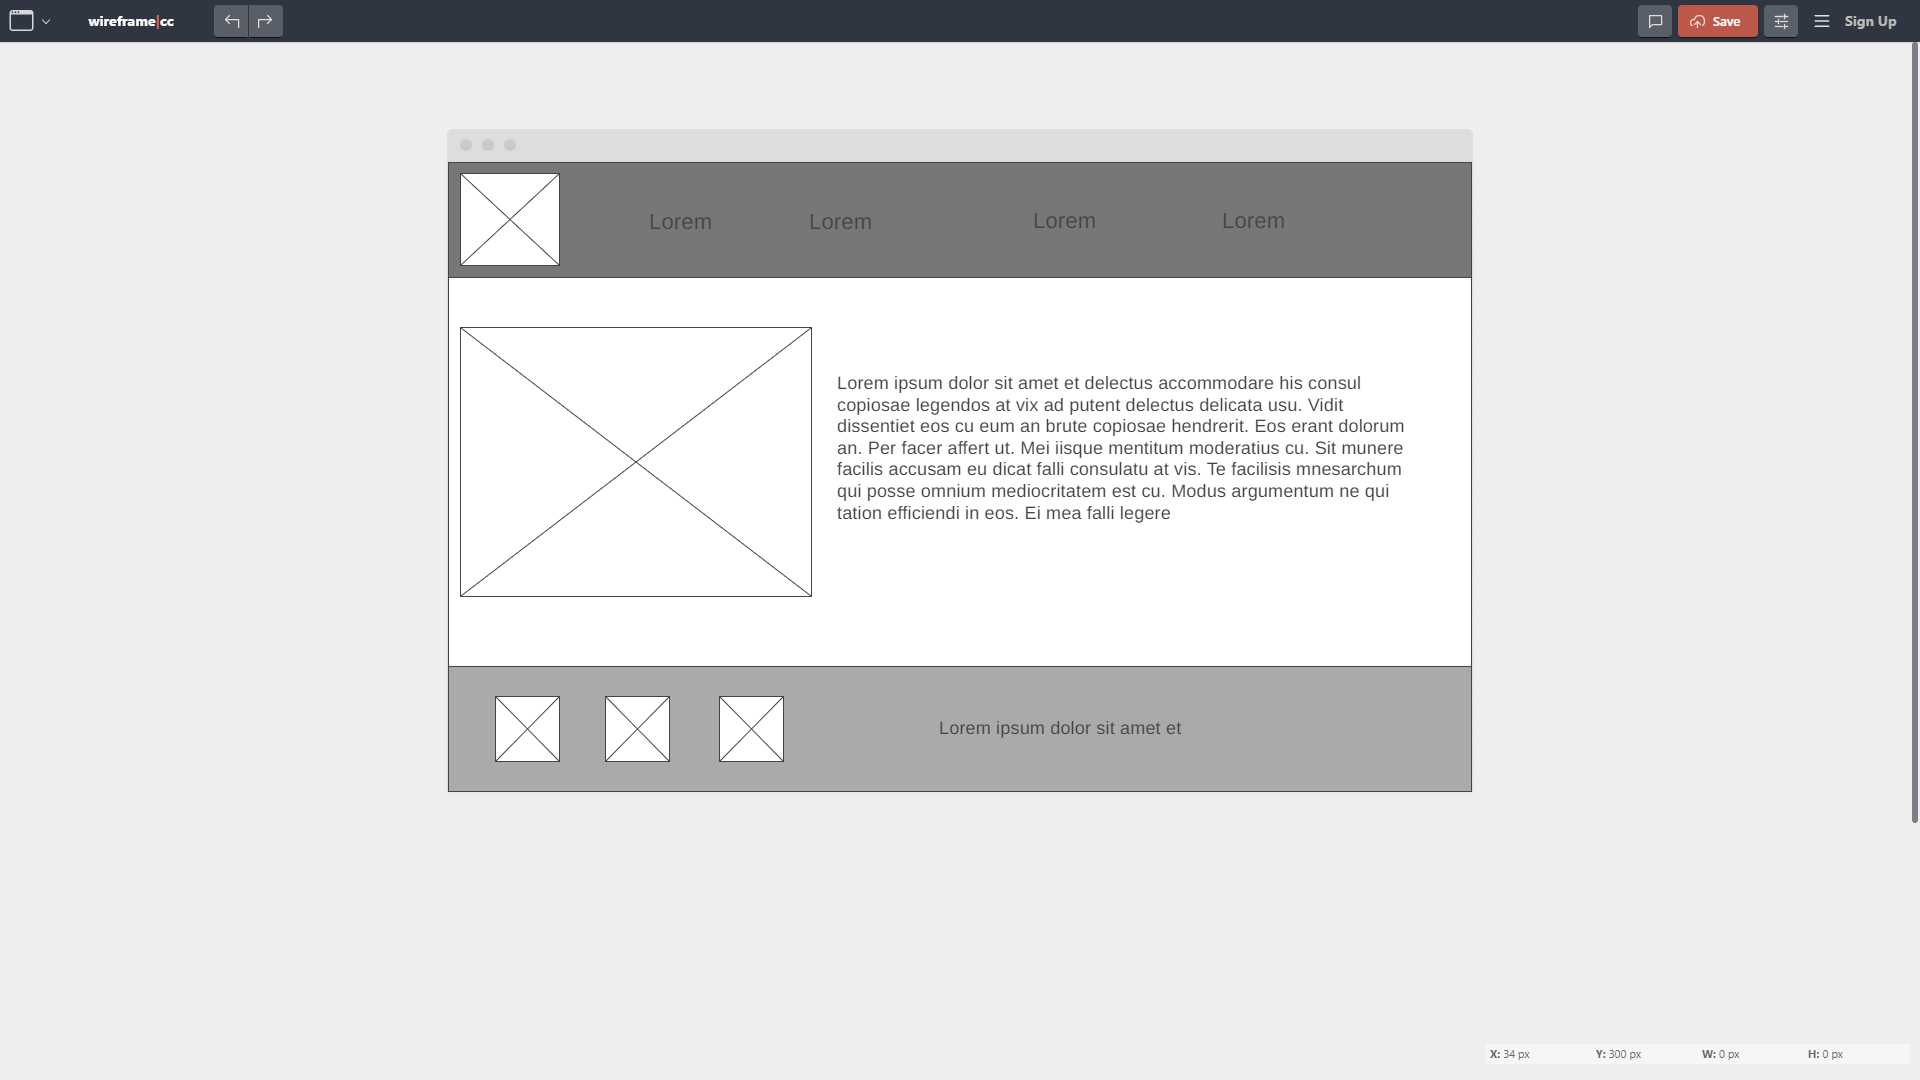 wireframe|cc
Save
Sign Up
Lorem
Lorem
Lorem
Lorem
Lorem ipsum dolor sit amet et delectus accommodare his consul
copiosae legendos at vix ad putent delectus delicata usu. Vidit
dissentiet eos cu eum an brute copiosae hendrerit. Eos erant dolorum
an. Per facer affert ut. Mei iisque mentitum moderatius cu. Sit munere
facilis accusam eu dicat falli consulatu at vis. Te facilisis mnesarchum
qui posse omnium mediocritatem est cu. Modus argumentum ne qui
tation efficiendi in eos. Ei mea falli legere
Lorem ipsum dolor sit amet et
X: 34 px Y: 300 px W: 0 px H: 0 px